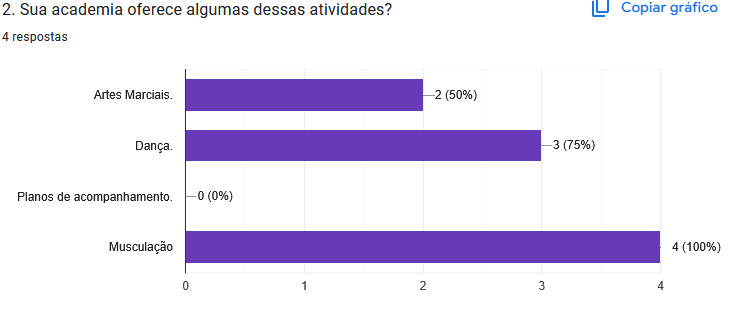 2. Sua academia oferece algumas dessas atividades?
Copiar gráfico
4 respostas
Artes Marciais.
2 (50%)
Dança.
3 (75%)
Planos de acompanhamento.
0 (0%)
Musculação
4 (100%)
0 1 2 3 4